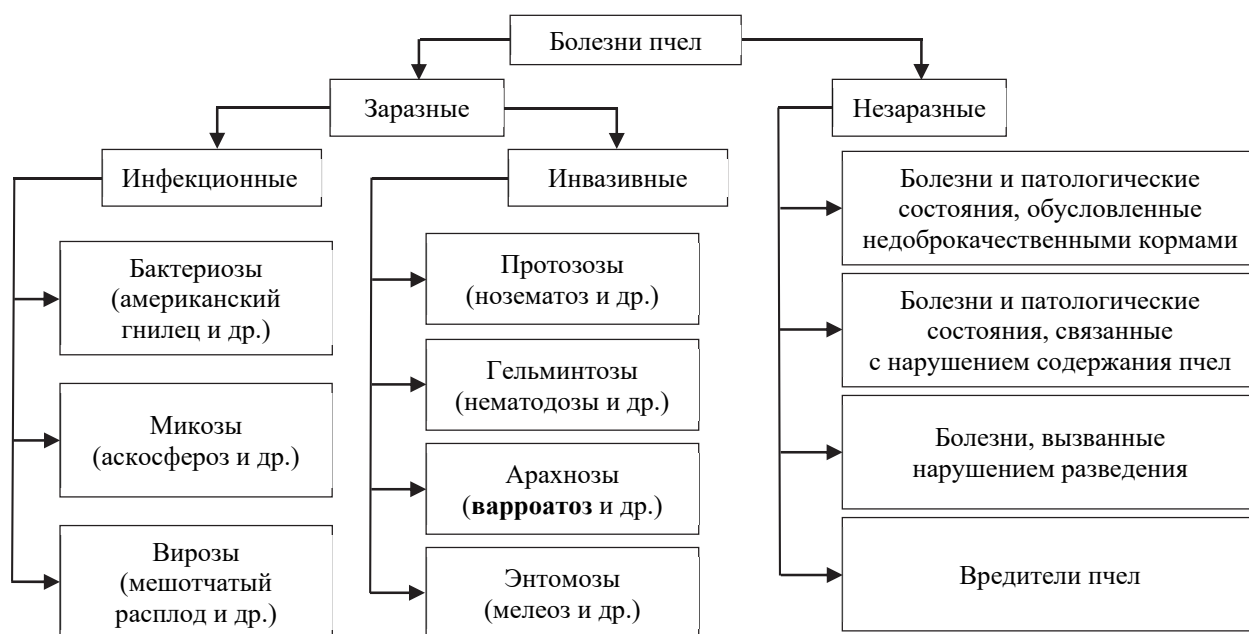 Болезни пчел
Заразные
Незаразные
Инфекционные
Инвазивные
Бактериозы
(американский
гнилец и др.)
Микозы
(аскосфероз и др.)
Вирозы
(мешотчатый
расплод и др.)
Протозозы
(нозематоз и др.)
Гельминтозы
(нематодозы и др.)
Арахнозы
(варроатоз и др.)
Энтомозы
(мелеоз и др.)
Болезни и патологические
состояния, обусловленные
недоброкачественными кормами
Болезни и патологические
состояния, связанные
с нарушением содержания пчел
Болезни, вызванные
нарушением разведения
Вредители пчел